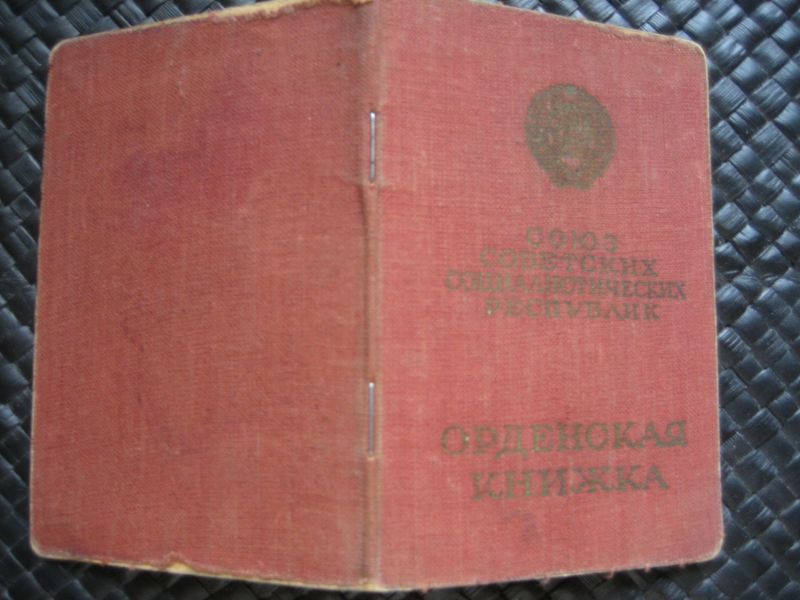 СОЮЗ
СОВЕТСКИХ
СОЦИАЛИСТИЧЕСКИХ
РЕСПУБЛИК
ОРДЕНСКАЯ
КНИЖКА